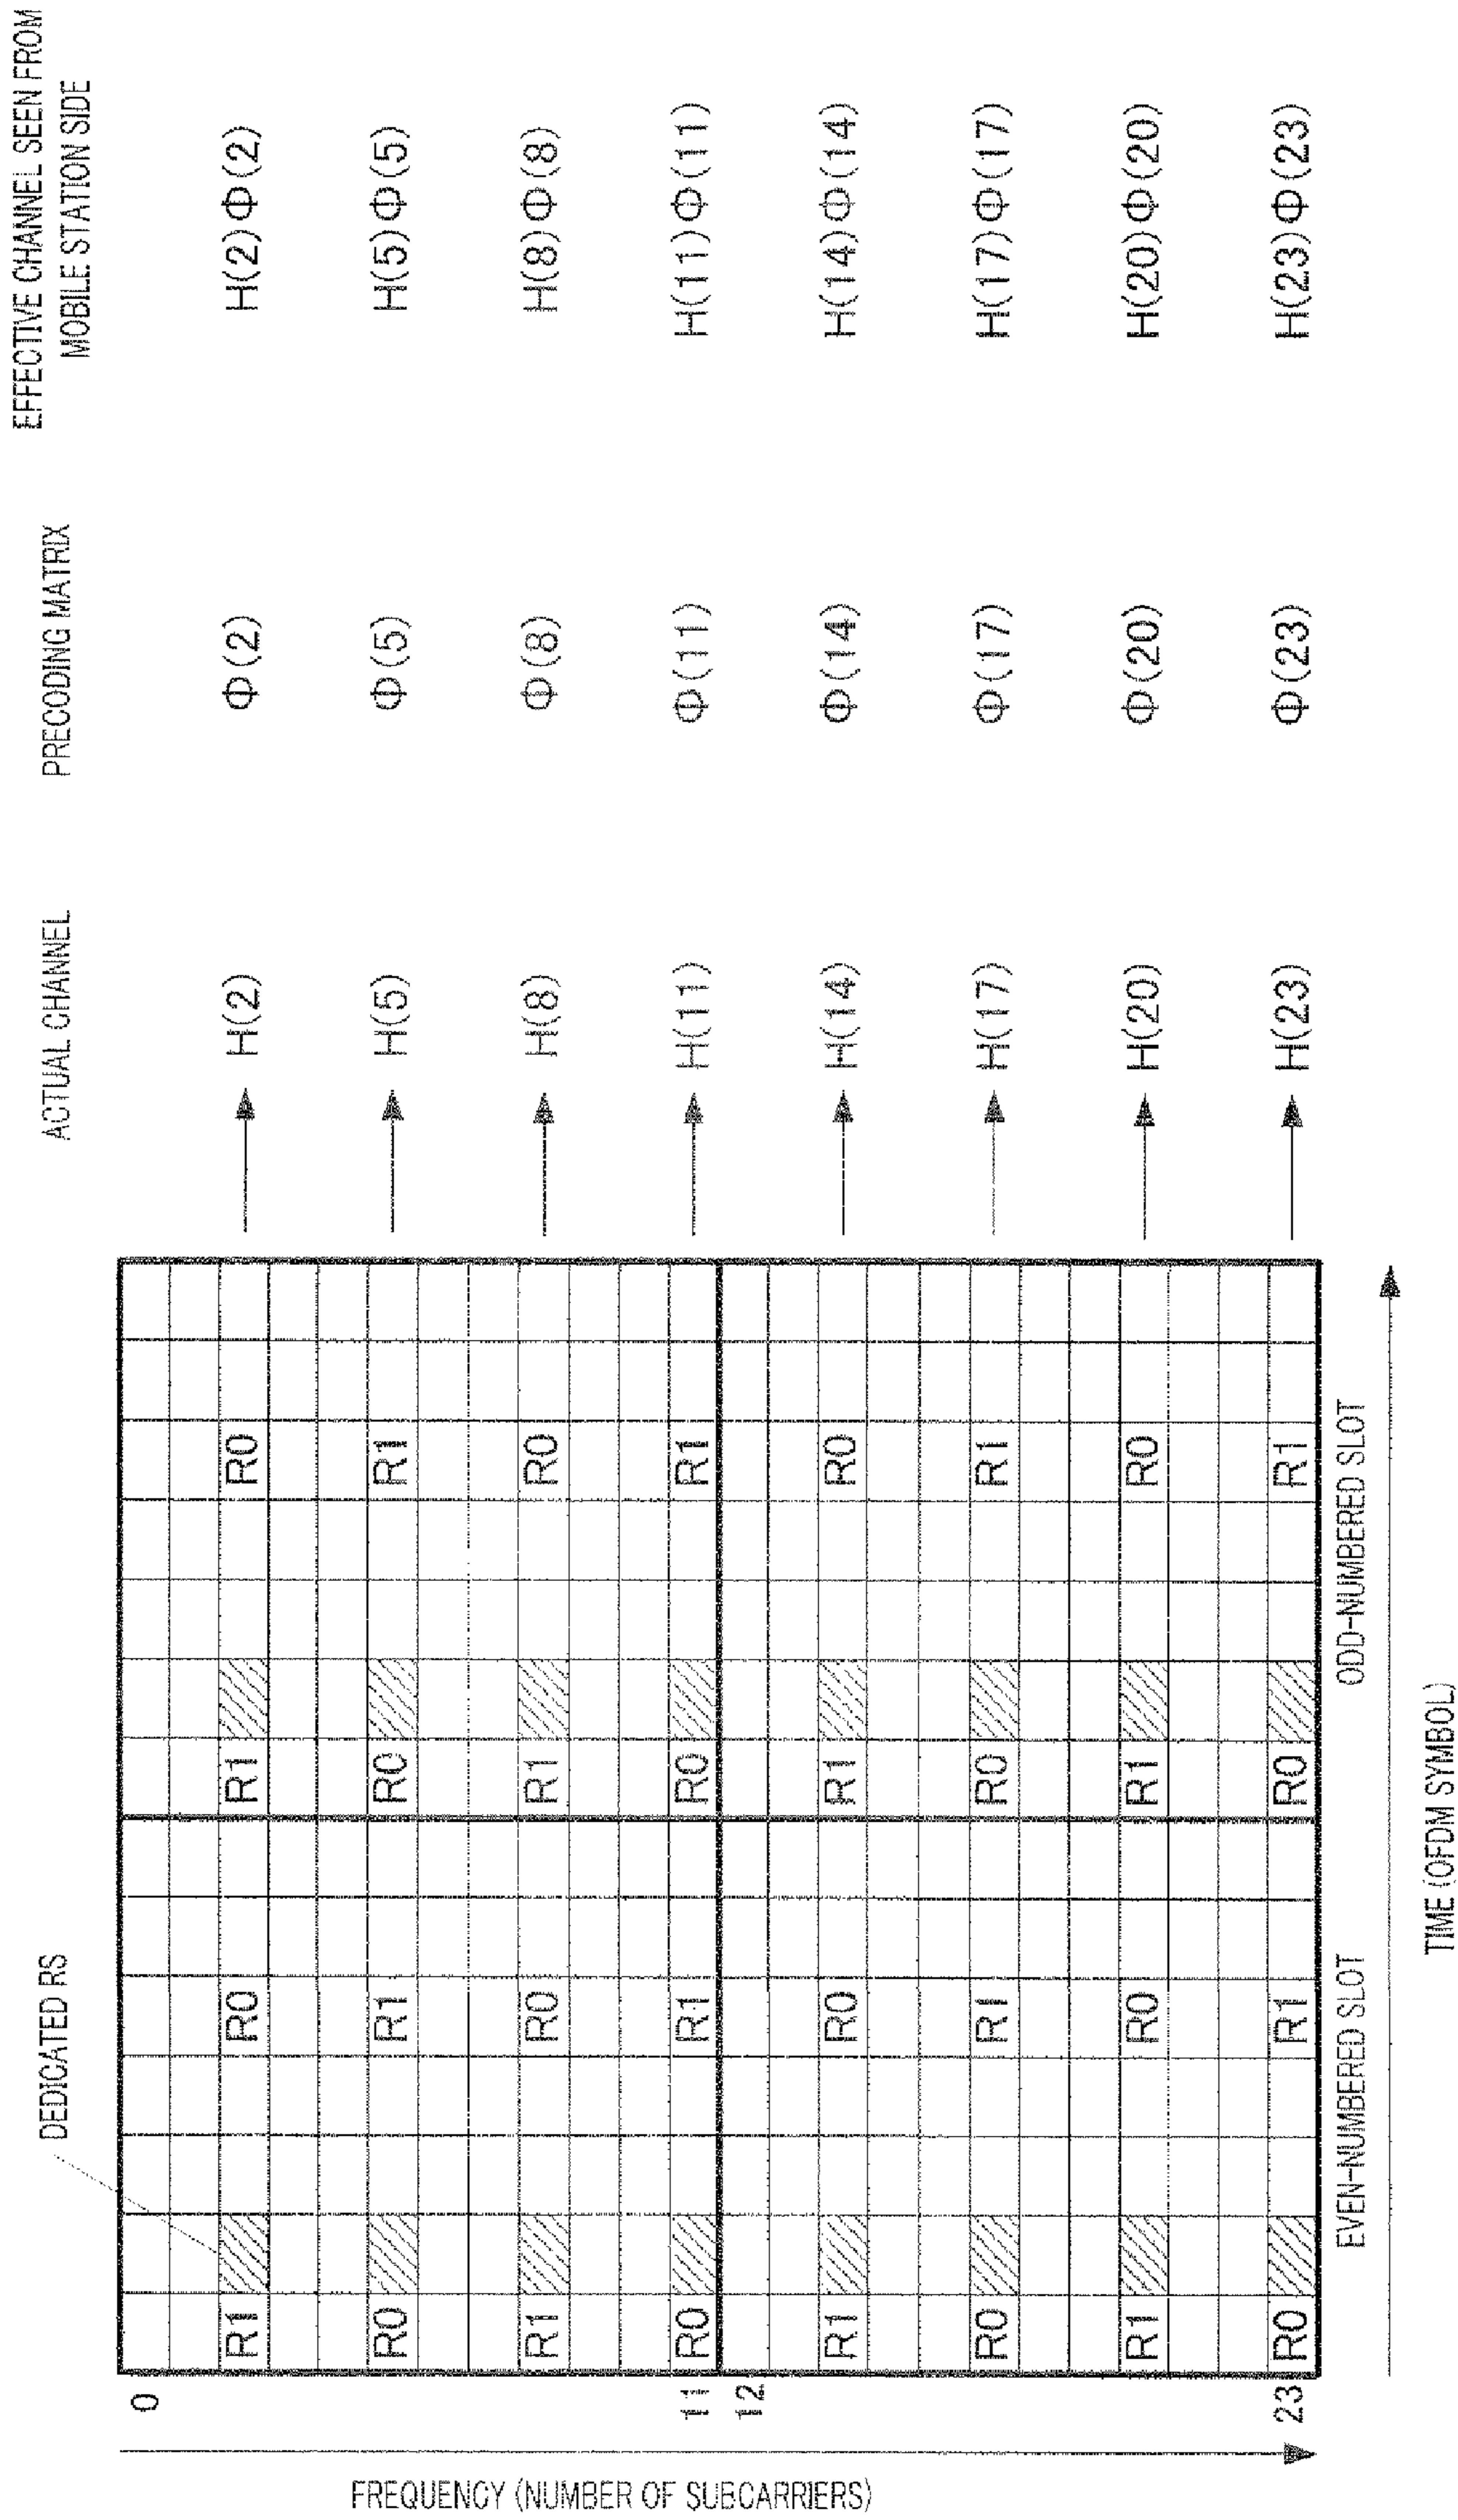 EFFECTIVE CHANNEL SEEN FROM
MOBILE STATION SIDE
DEDICATED RS
ACTUAL CHANNEL
PRECODING MATRIX
FREQUENCY (NUMBER OF SUBCARRIERS)
0
R1 R0 R1 R0 H(2) Φ(2) H(2)Φ(2)
R0 R1 R0 R1 H(5) Φ(5) H(5)Φ(5)
R1 R0 R1 R0 H(8) Φ(8) H(8)Φ(8)
11 R0 R1 R0 R1 H(11) Φ(11) H(11)Φ(11)
12
R1 R0 R1 R0 H(14) Φ(14) H(14)Φ(14)
R0 R1 R0 R1 H(17) Φ(17) H(17)Φ(17)
R1 R0 R1 R0 H(20) Φ(20) H(20)Φ(20)
23 R0 R1 R0 R1 H(23) Φ(23) H(23)Φ(23)
EVEN-NUMBERED SLOT
ODD-NUMBERED SLOT
TIME (OFDM SYMBOL)